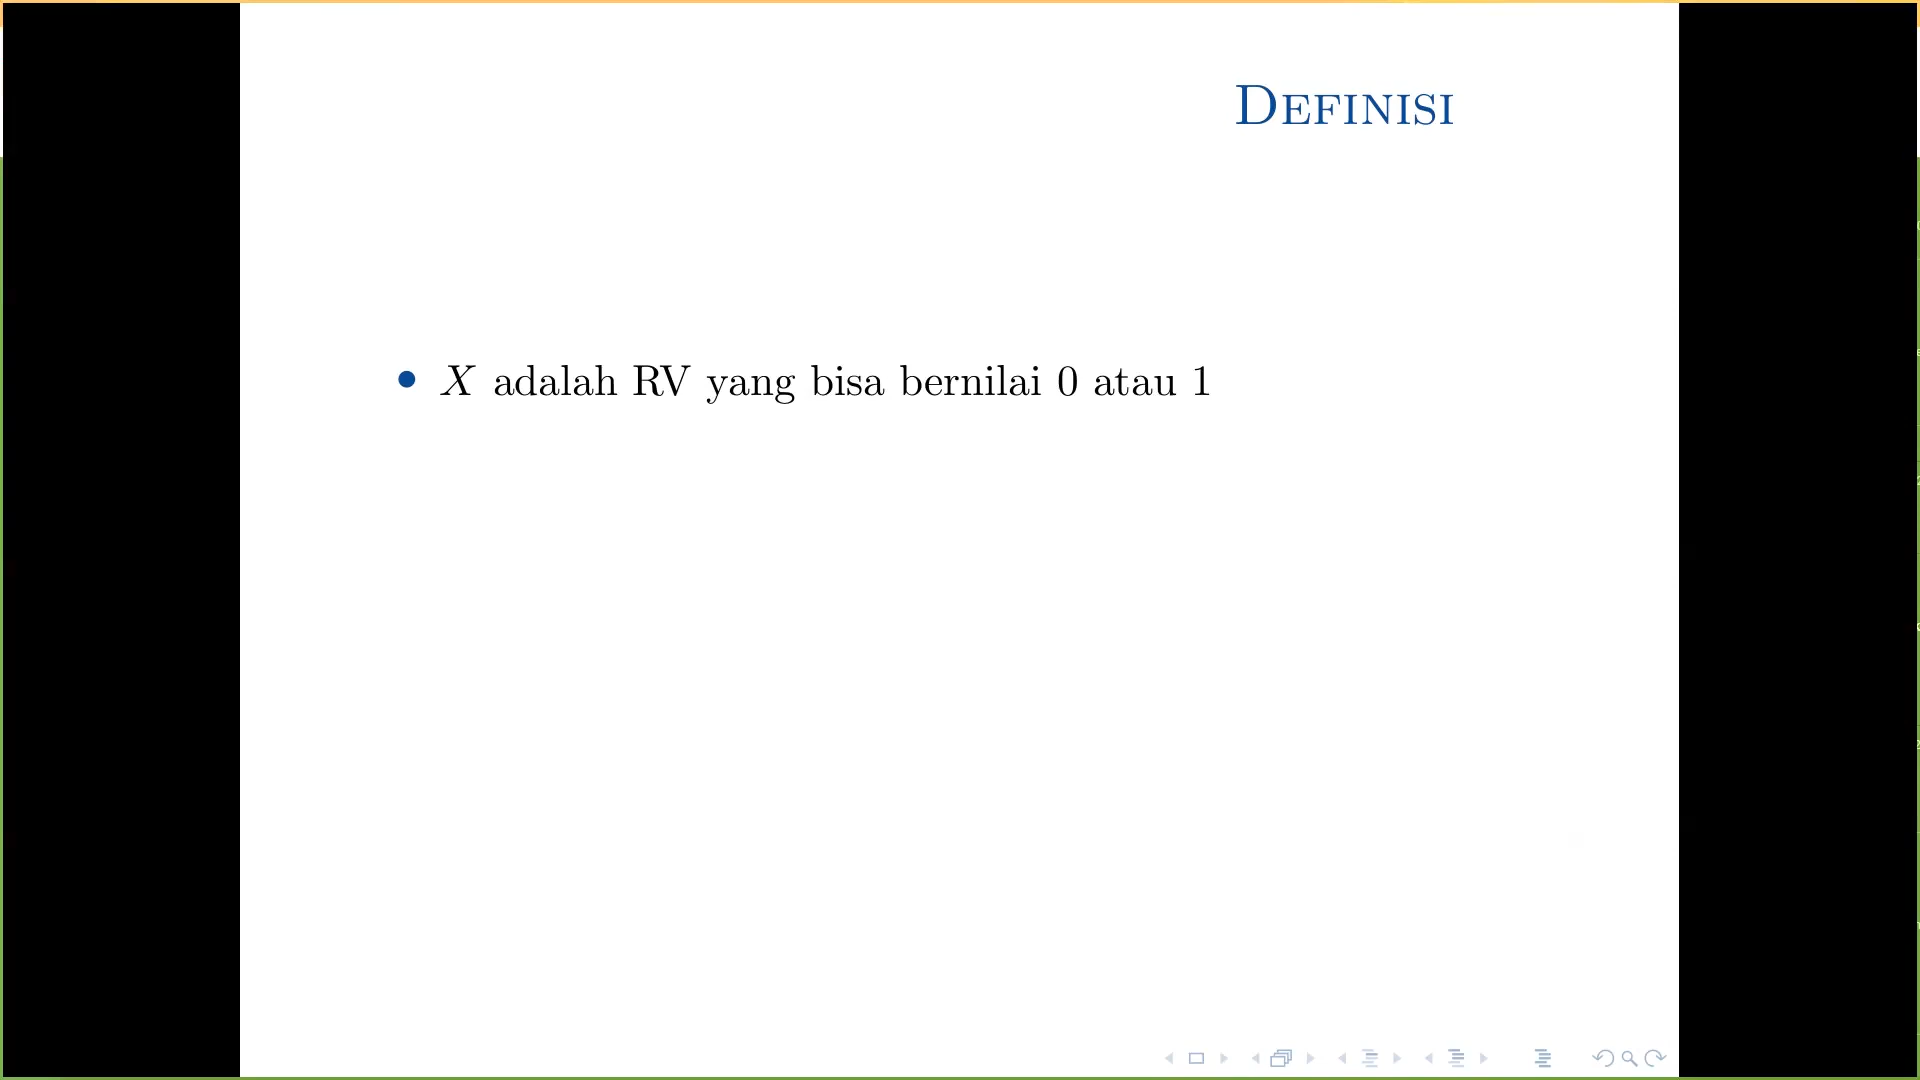 DEFINISI
• X adalah RV yang bisa bernilai 0 atau 1